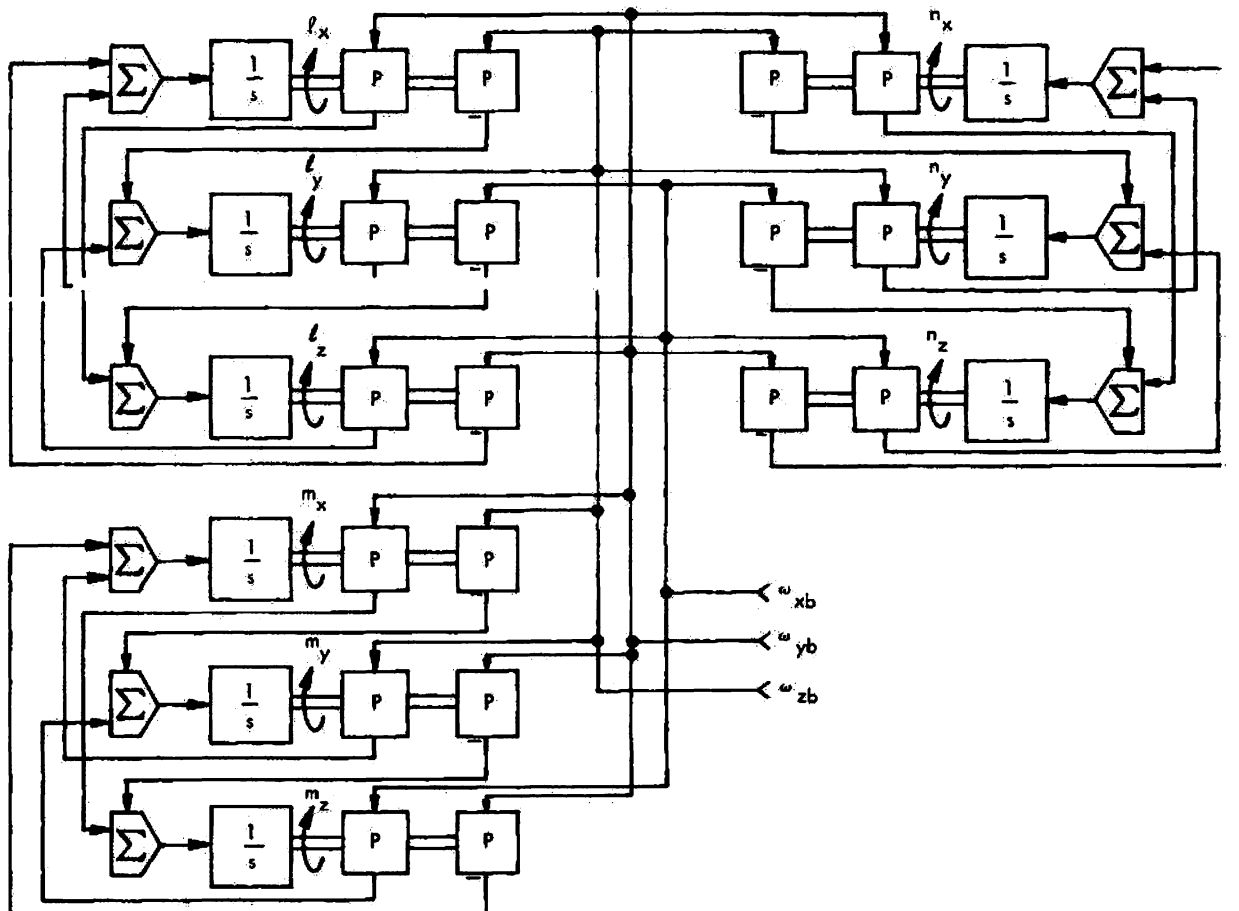 ℓx nx
Σ 1/s P P P P 1/s Σ
ℓy ny
Σ 1/s P P P P 1/s Σ
ℓz nz
Σ 1/s P P P P 1/s Σ
mx
Σ 1/s P P
ωxb
my
ωyb
Σ 1/s P P
ωzb
mz
Σ 1/s P P